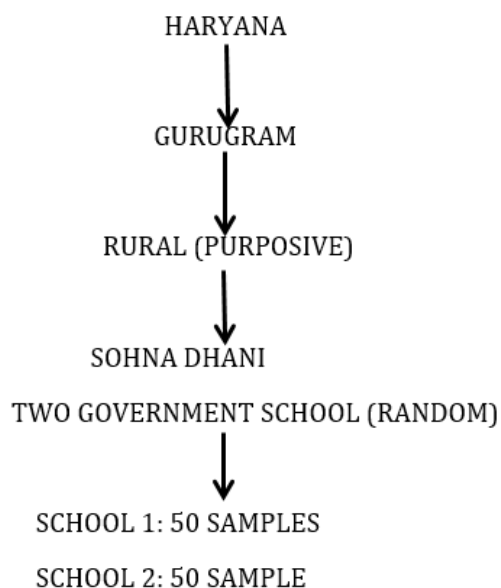 HARYANA
GURUGRAM
RURAL (PURPOSIVE)
SOHNA DHANI
TWO GOVERNMENT SCHOOL (RANDOM)
SCHOOL 1: 50 SAMPLES
SCHOOL 2: 50 SAMPLE